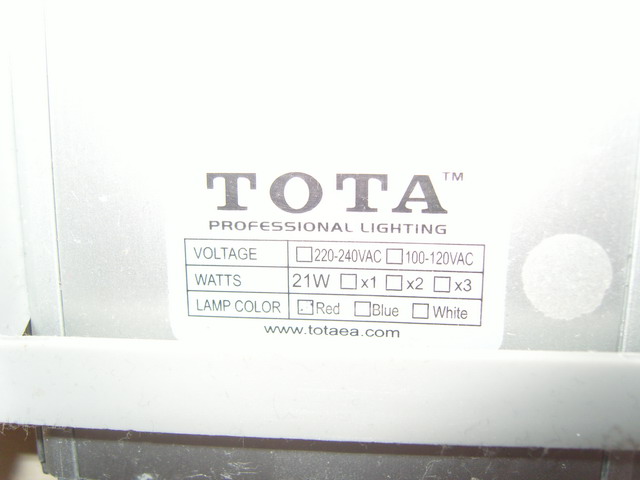 TOTA™
PROFESSIONAL LIGHTING
VOLTAGE ☐220-240VAC ☐100-120VAC
WATTS 21W ☐x1 ☐x2 ☐x3
LAMP COLOR ☐Red ☐Blue ☐White
www.totaea.com